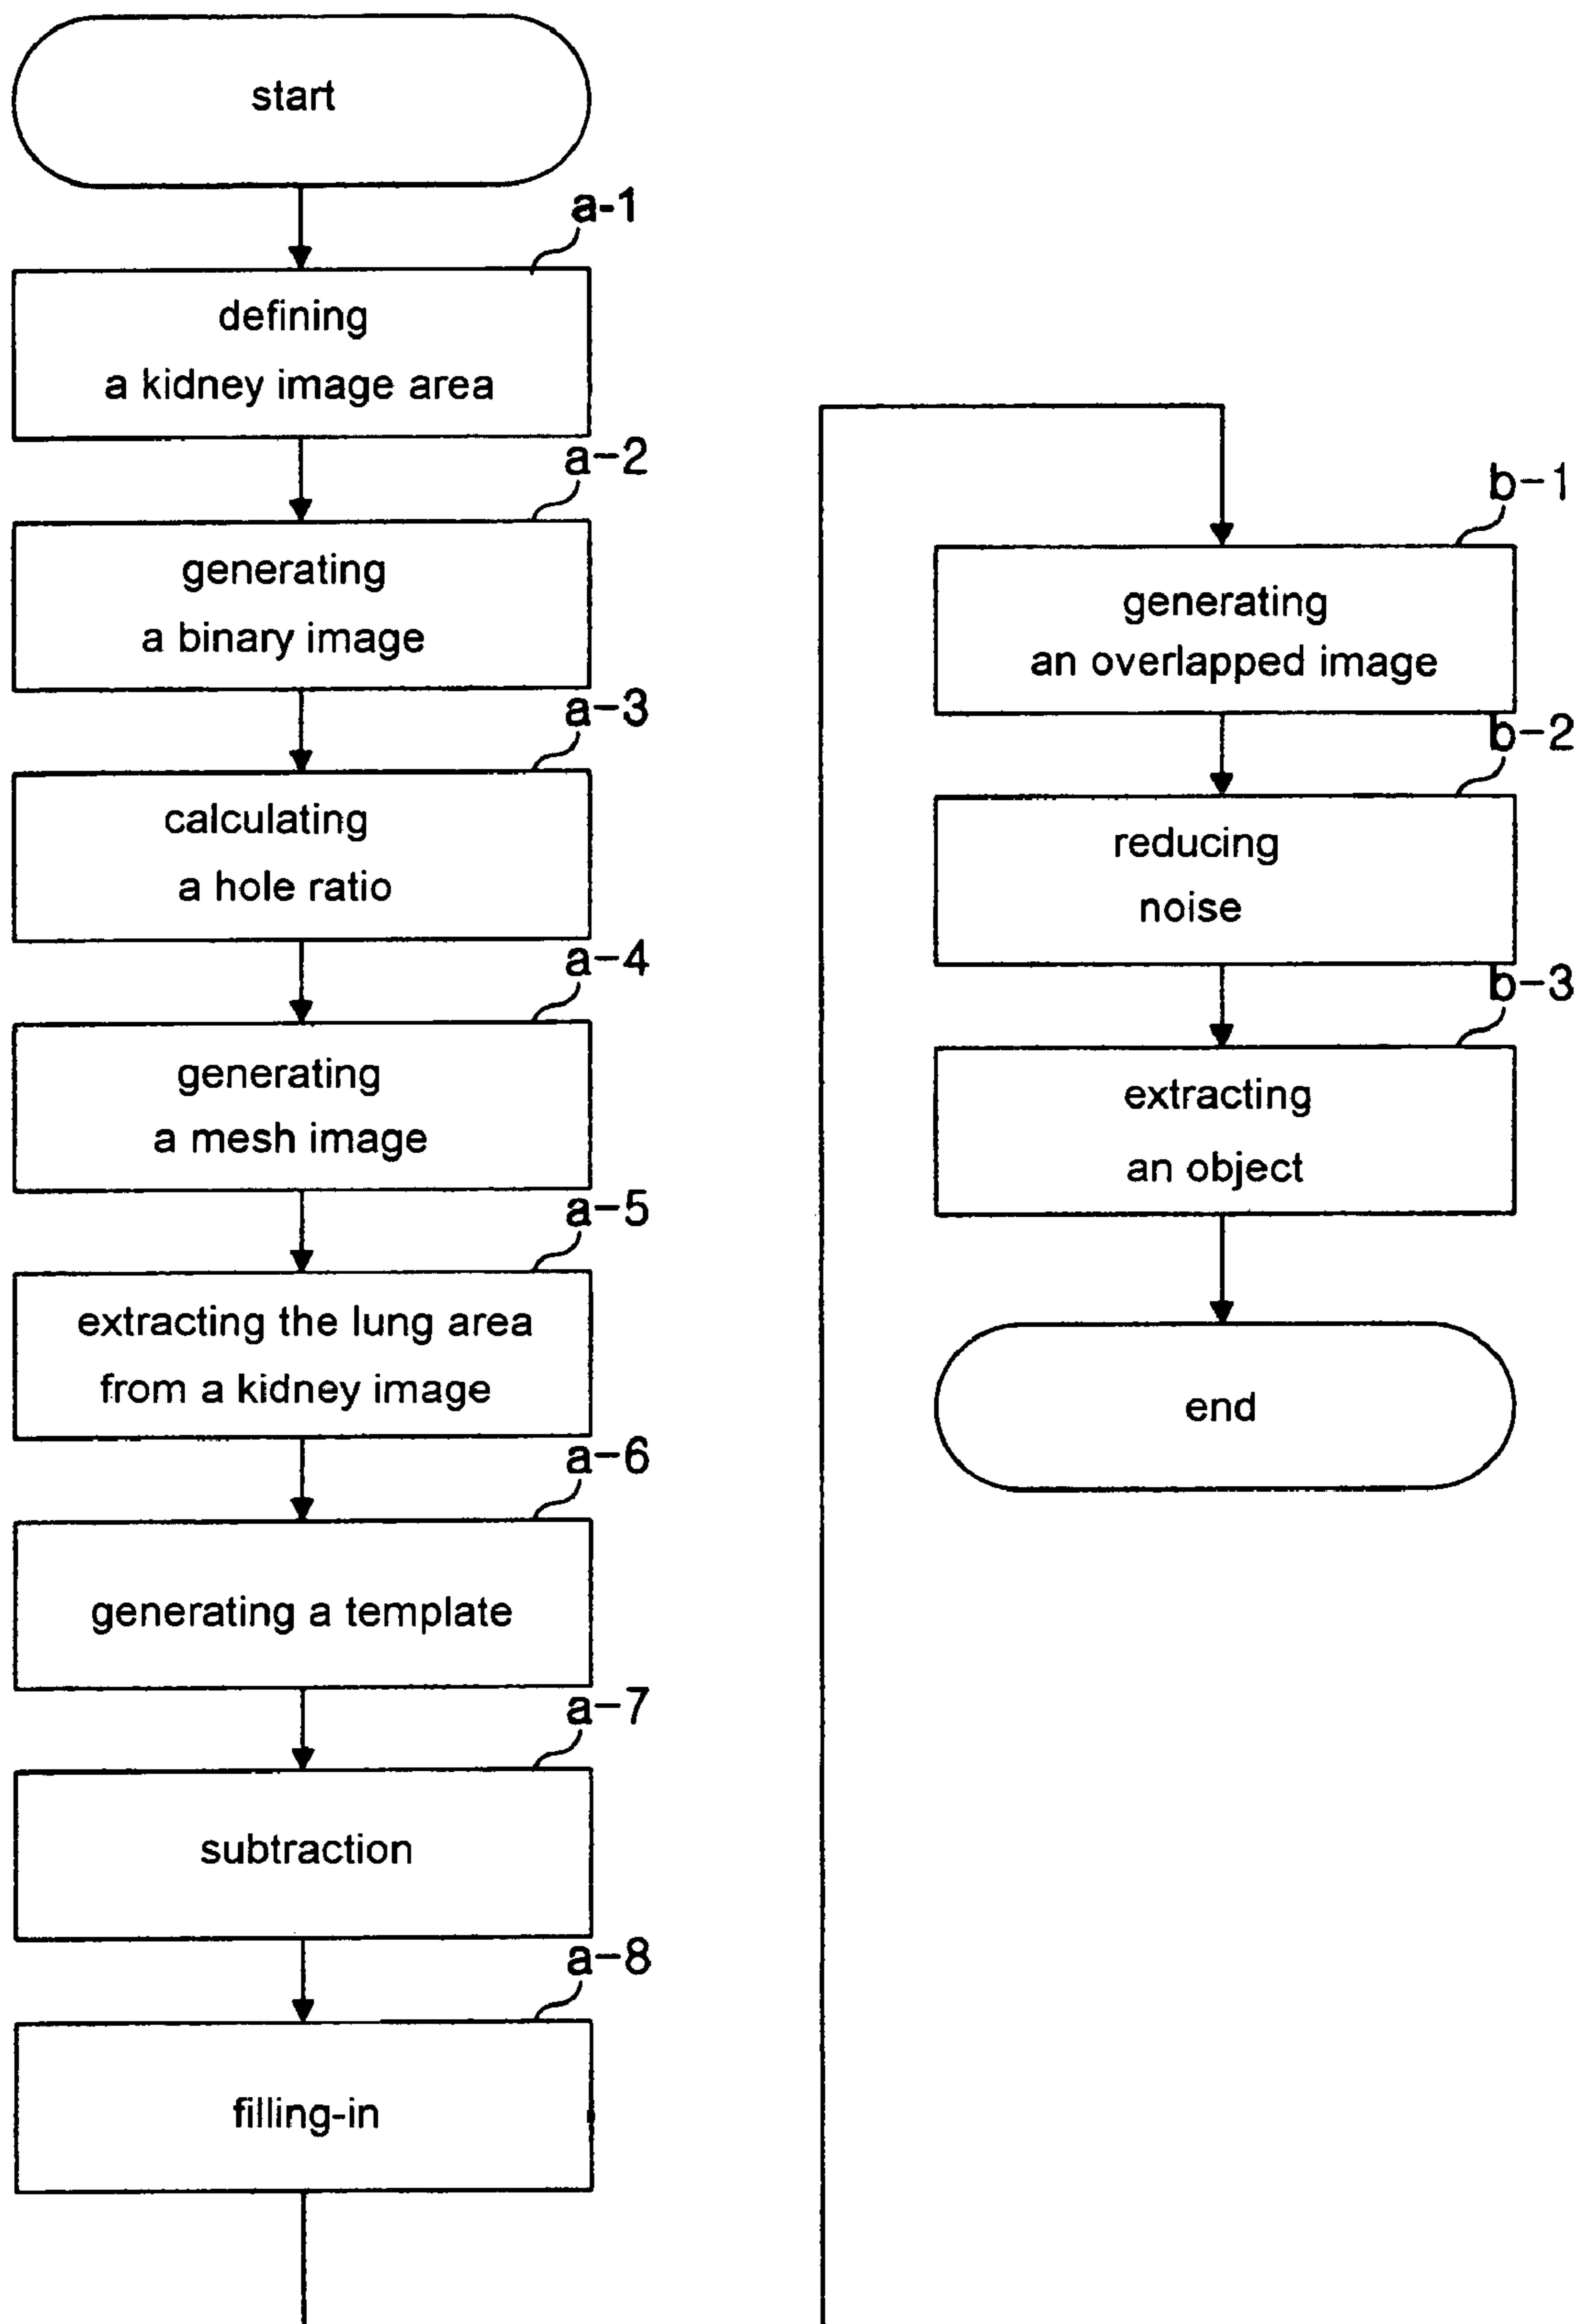 start
a-1
defining
a kidney image area
a-2
generating
a binary image
a-3
calculating
a hole ratio
a-4
generating
a mesh image
a-5
extracting the lung area
from a kidney image
a-6
generating a template
a-7
subtraction
a-8
filling-in
b-1
generating
an overlapped image
b-2
reducing
noise
b-3
extracting
an object
end